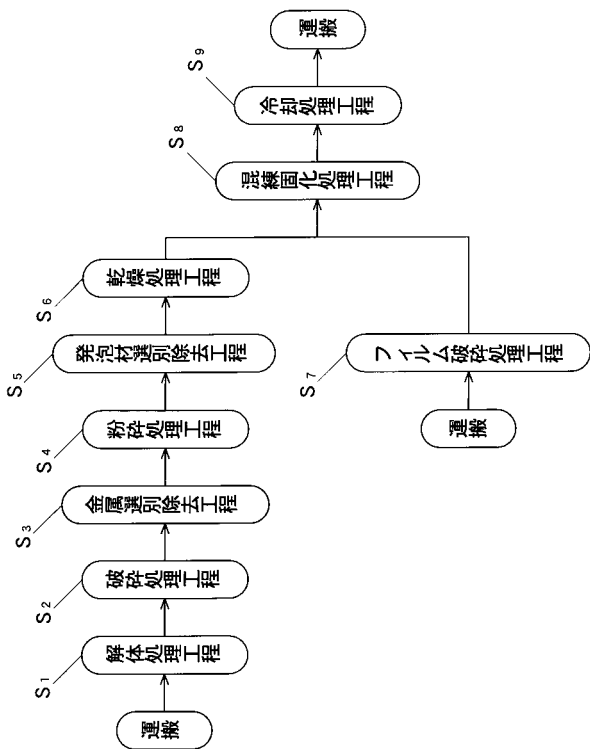 運搬
S1
解体処理工程
S2
破砕処理工程
S3
金属選別除去工程
S4
粉砕処理工程
S5
発泡材選別除去工程
S6
乾燥処理工程
運搬
S7
フィルム破砕処理工程
S8
混練固化処理工程
S9
冷却処理工程
運搬